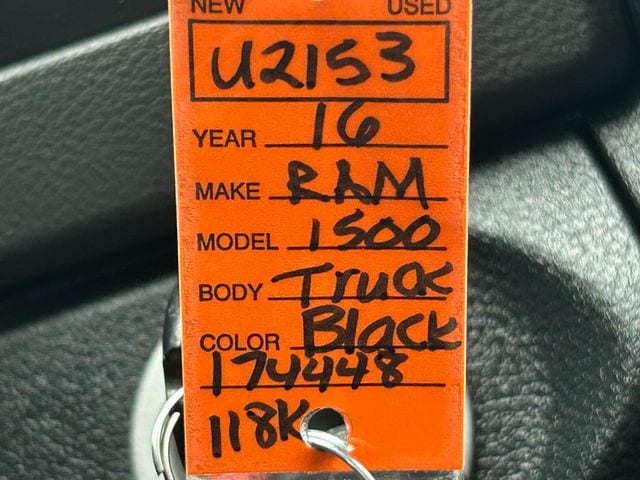 NEW USED
U2153
YEAR 16
MAKE RAM
MODEL 1500
BODY Truck
COLOR Black
174448
118K